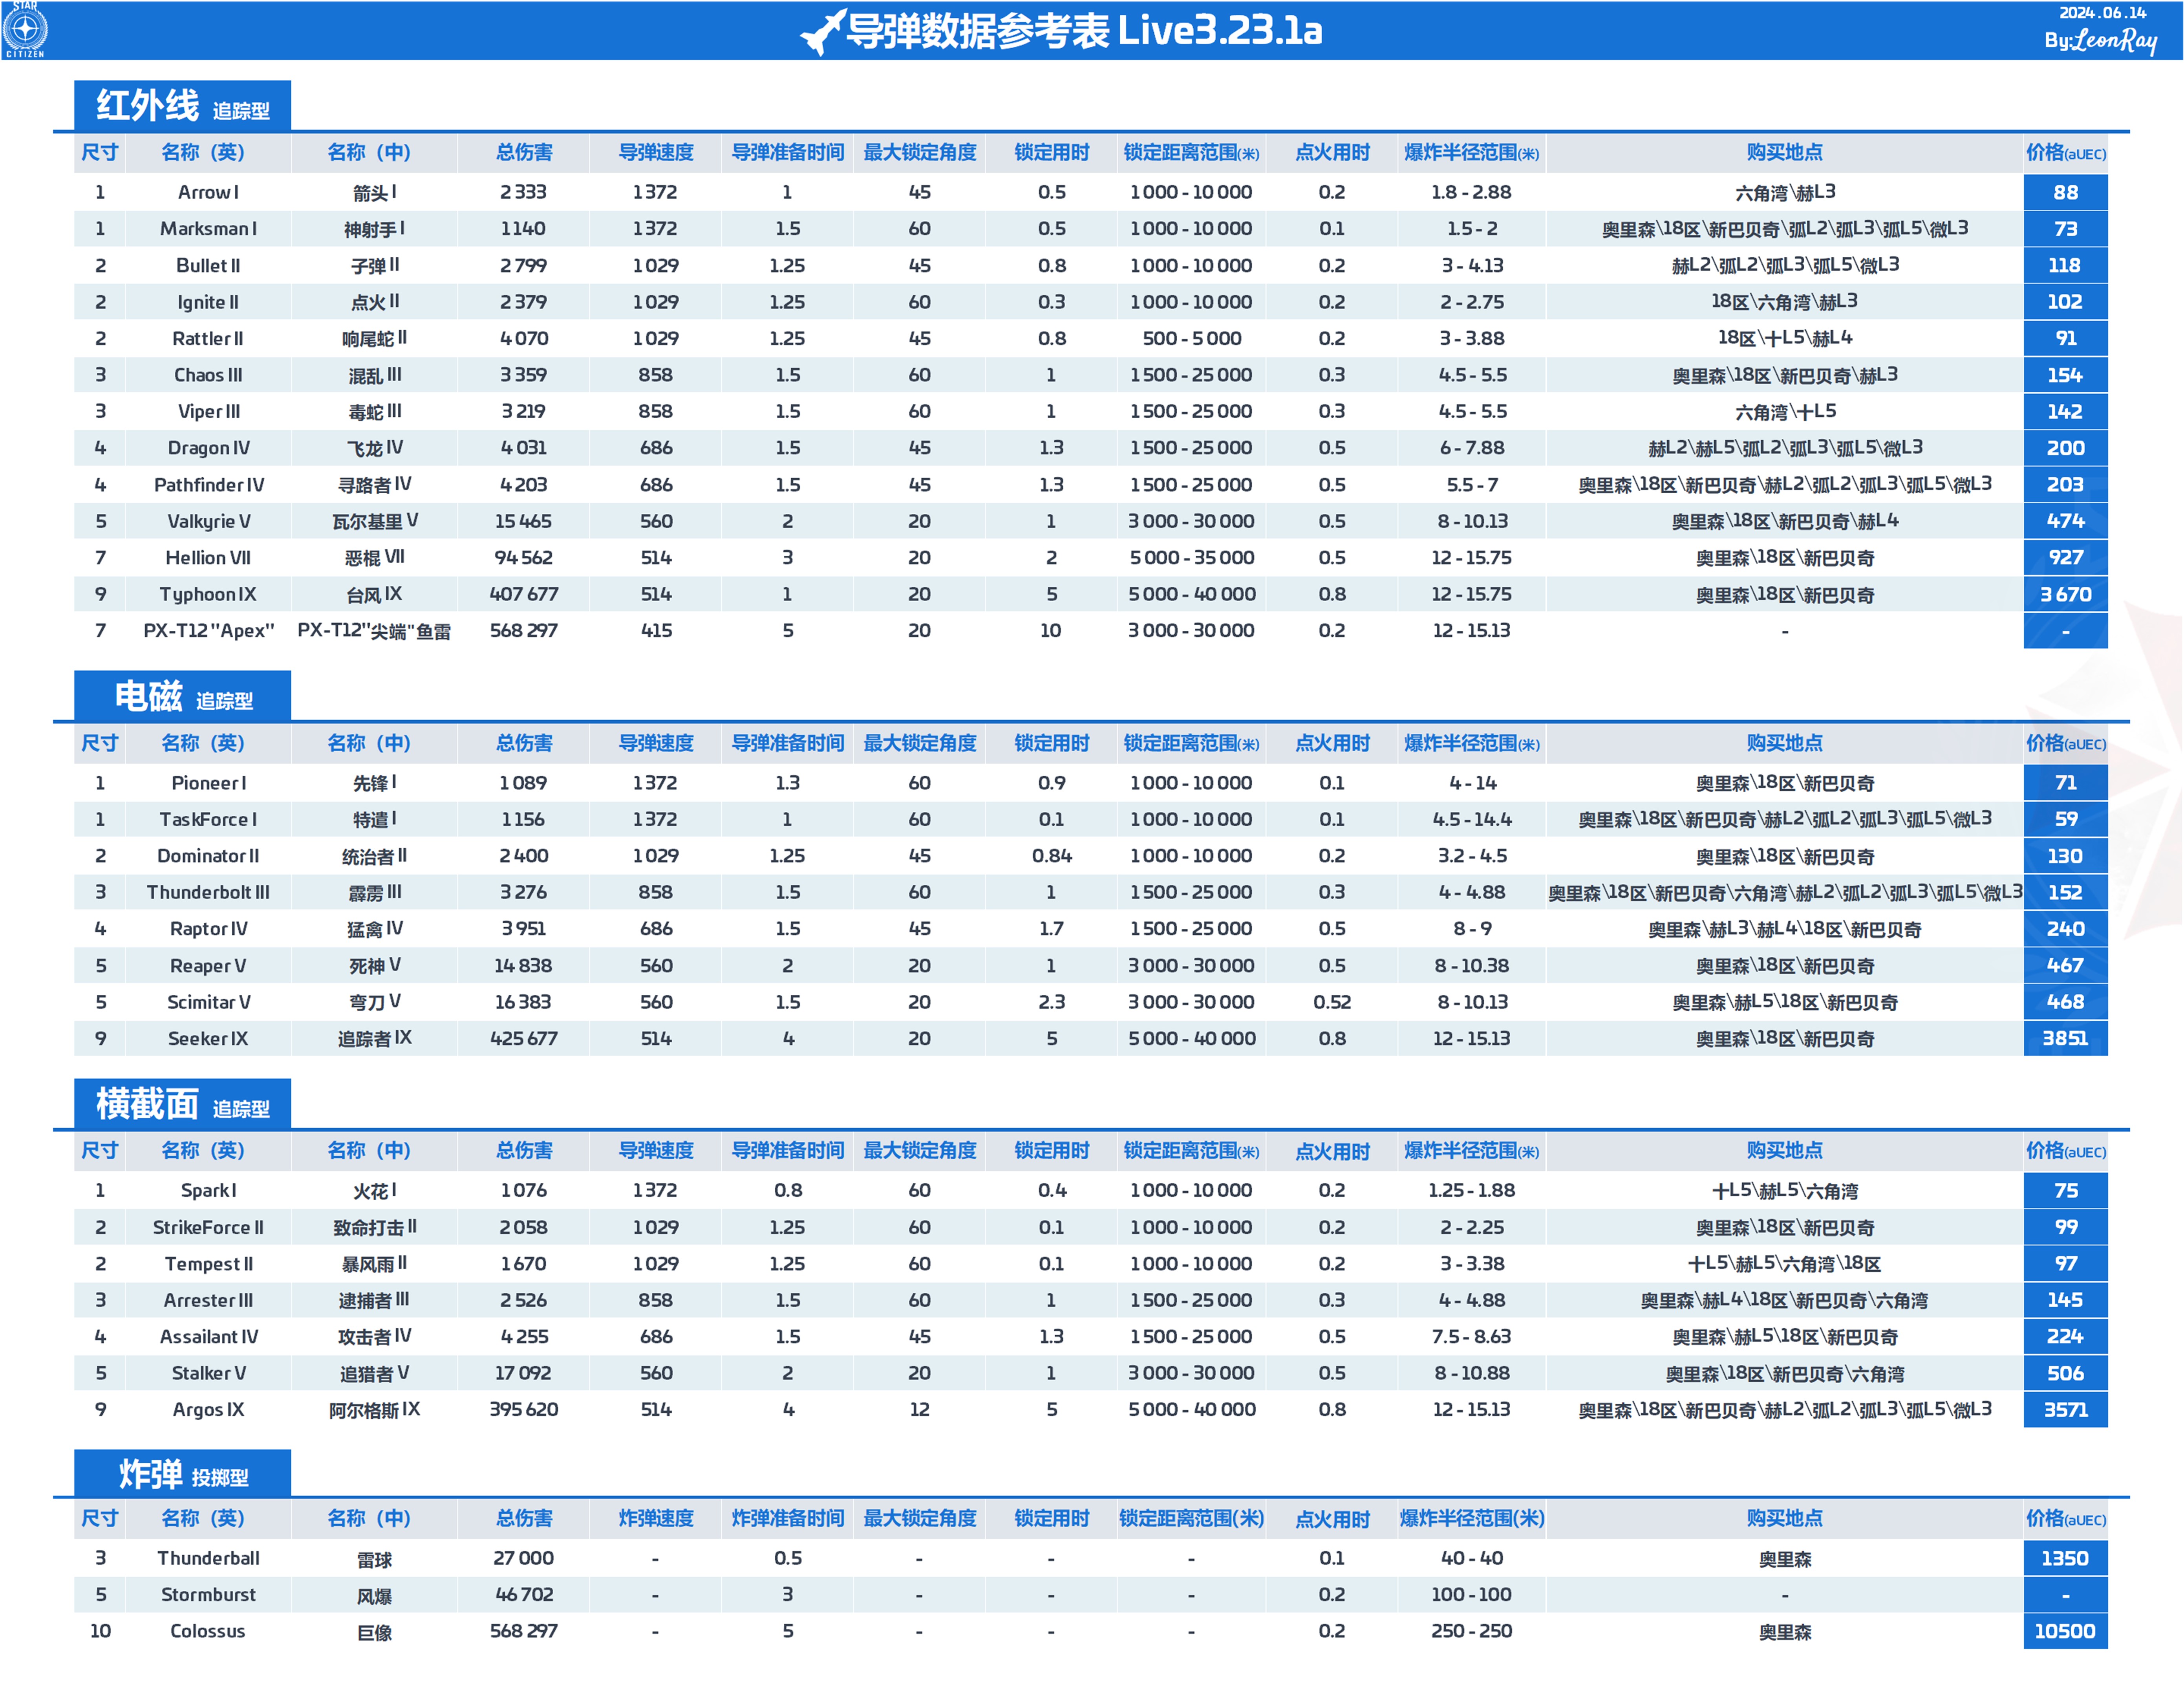 STAR
CITIZEN
导弹数据参考表 Live3.23.1a
2024.06.14
By:LeonRay
红外线 追踪型
尺寸 名称（英） 名称（中） 总伤害 导弹速度 导弹准备时间 最大锁定角度 锁定用时 锁定距离范围(米) 点火用时 爆炸半径范围(米) 购买地点 价格(aUEC)
1 Arrow I 箭头 I 2 333 1 372 1 45 0.5 1 000 - 10 000 0.2 1.8 - 2.88 六角湾\赫L3 88
1 Marksman I 神射手 I 1 140 1 372 1.5 60 0.5 1 000 - 10 000 0.1 1.5 - 2 奥里森\18区\新巴贝奇\弧L2\弧L3\弧L5\微L3 73
2 Bullet II 子弹 II 2 799 1 029 1.25 45 0.8 1 000 - 10 000 0.2 3 - 4.13 赫L2\弧L2\弧L3\弧L5\微L3 118
2 Ignite II 点火 II 2 379 1 029 1.25 60 0.3 1 000 - 10 000 0.2 2 - 2.75 18区\六角湾\赫L3 102
2 Rattler II 响尾蛇 II 4 070 1 029 1.25 45 0.8 500 - 5 000 0.2 3 - 3.88 18区\十L5\赫L4 91
3 Chaos III 混乱 III 3 359 858 1.5 60 1 1 500 - 25 000 0.3 4.5 - 5.5 奥里森\18区\新巴贝奇\赫L3 154
3 Viper III 毒蛇 III 3 219 858 1.5 60 1 1 500 - 25 000 0.3 4.5 - 5.5 六角湾\十L5 142
4 Dragon IV 飞龙 IV 4 031 686 1.5 45 1.3 1 500 - 25 000 0.5 6 - 7.88 赫L2\赫L5\弧L2\弧L3\弧L5\微L3 200
4 Pathfinder IV 寻路者 IV 4 203 686 1.5 45 1.3 1 500 - 25 000 0.5 5.5 - 7 奥里森\18区\新巴贝奇\赫L2\弧L2\弧L3\弧L5\微L3 203
5 Valkyrie V 瓦尔基里 V 15 465 560 2 20 1 3 000 - 30 000 0.5 8 - 10.13 奥里森\18区\新巴贝奇\赫L4 474
7 Hellion VII 恶棍 VII 94 562 514 3 20 2 5 000 - 35 000 0.5 12 - 15.75 奥里森\18区\新巴贝奇 927
9 Typhoon IX 台风 IX 407 677 514 1 20 5 5 000 - 40 000 0.8 12 - 15.75 奥里森\18区\新巴贝奇 3 670
7 PX-T12 "Apex" PX-T12"尖端"鱼雷 568 297 415 5 20 10 3 000 - 30 000 0.2 12 - 15.13 - -
电磁 追踪型
尺寸 名称（英） 名称（中） 总伤害 导弹速度 导弹准备时间 最大锁定角度 锁定用时 锁定距离范围(米) 点火用时 爆炸半径范围(米) 购买地点 价格(aUEC)
1 Pioneer I 先锋 I 1 089 1 372 1.3 60 0.9 1 000 - 10 000 0.1 4 - 14 奥里森\18区\新巴贝奇 71
1 TaskForce I 特遣 I 1 156 1 372 1 60 0.1 1 000 - 10 000 0.1 4.5 - 14.4 奥里森\18区\新巴贝奇\赫L2\弧L2\弧L3\弧L5\微L3 59
2 Dominator II 统治者 II 2 400 1 029 1.25 45 0.84 1 000 - 10 000 0.2 3.2 - 4.5 奥里森\18区\新巴贝奇 130
3 Thunderbolt III 霹雳 III 3 276 858 1.5 60 1 1 500 - 25 000 0.3 4 - 4.88 奥里森\18区\新巴贝奇\六角湾\赫L2\弧L2\弧L3\弧L5\微L3 152
4 Raptor IV 猛禽 IV 3 951 686 1.5 45 1.7 1 500 - 25 000 0.5 8 - 9 奥里森\赫L3\赫L4\18区\新巴贝奇 240
5 Reaper V 死神 V 14 838 560 2 20 1 3 000 - 30 000 0.5 8 - 10.38 奥里森\18区\新巴贝奇 467
5 Scimitar V 弯刀 V 16 383 560 1.5 20 2.3 3 000 - 30 000 0.52 8 - 10.13 奥里森\赫L5\18区\新巴贝奇 468
9 Seeker IX 追踪者 IX 425 677 514 4 20 5 5 000 - 40 000 0.8 12 - 15.13 奥里森\18区\新巴贝奇 3851
横截面 追踪型
尺寸 名称（英） 名称（中） 总伤害 导弹速度 导弹准备时间 最大锁定角度 锁定用时 锁定距离范围(米) 点火用时 爆炸半径范围(米) 购买地点 价格(aUEC)
1 Spark I 火花 I 1 076 1 372 0.8 60 0.4 1 000 - 10 000 0.2 1.25 - 1.88 十L5\赫L5\六角湾 75
2 StrikeForce II 致命打击 II 2 058 1 029 1.25 60 0.1 1 000 - 10 000 0.2 2 - 2.25 奥里森\18区\新巴贝奇 99
2 Tempest II 暴风雨 II 1 670 1 029 1.25 60 0.1 1 000 - 10 000 0.2 3 - 3.38 十L5\赫L5\六角湾\18区 97
3 Arrester III 逮捕者 III 2 526 858 1.5 60 1 1 500 - 25 000 0.3 4 - 4.88 奥里森\赫L4\18区\新巴贝奇\六角湾 145
4 Assailant IV 攻击者 IV 4 255 686 1.5 45 1.3 1 500 - 25 000 0.5 7.5 - 8.63 奥里森\赫L5\18区\新巴贝奇 224
5 Stalker V 追猎者 V 17 092 560 2 20 1 3 000 - 30 000 0.5 8 - 10.88 奥里森\18区\新巴贝奇\六角湾 506
9 Argos IX 阿尔格斯 IX 395 620 514 4 12 5 5 000 - 40 000 0.8 12 - 15.13 奥里森\18区\新巴贝奇\赫L2\弧L2\弧L3\弧L5\微L3 3571
炸弹 投掷型
尺寸 名称（英） 名称（中） 总伤害 炸弹速度 炸弹准备时间 最大锁定角度 锁定用时 锁定距离范围(米) 点火用时 爆炸半径范围(米) 购买地点 价格(aUEC)
3 Thunderball 雷球 27 000 - 0.5 - - - 0.1 40 - 40 奥里森 1350
5 Stormburst 风爆 46 702 - 3 - - - 0.2 100 - 100 - -
10 Colossus 巨像 568 297 - 5 - - - 0.2 250 - 250 奥里森 10500